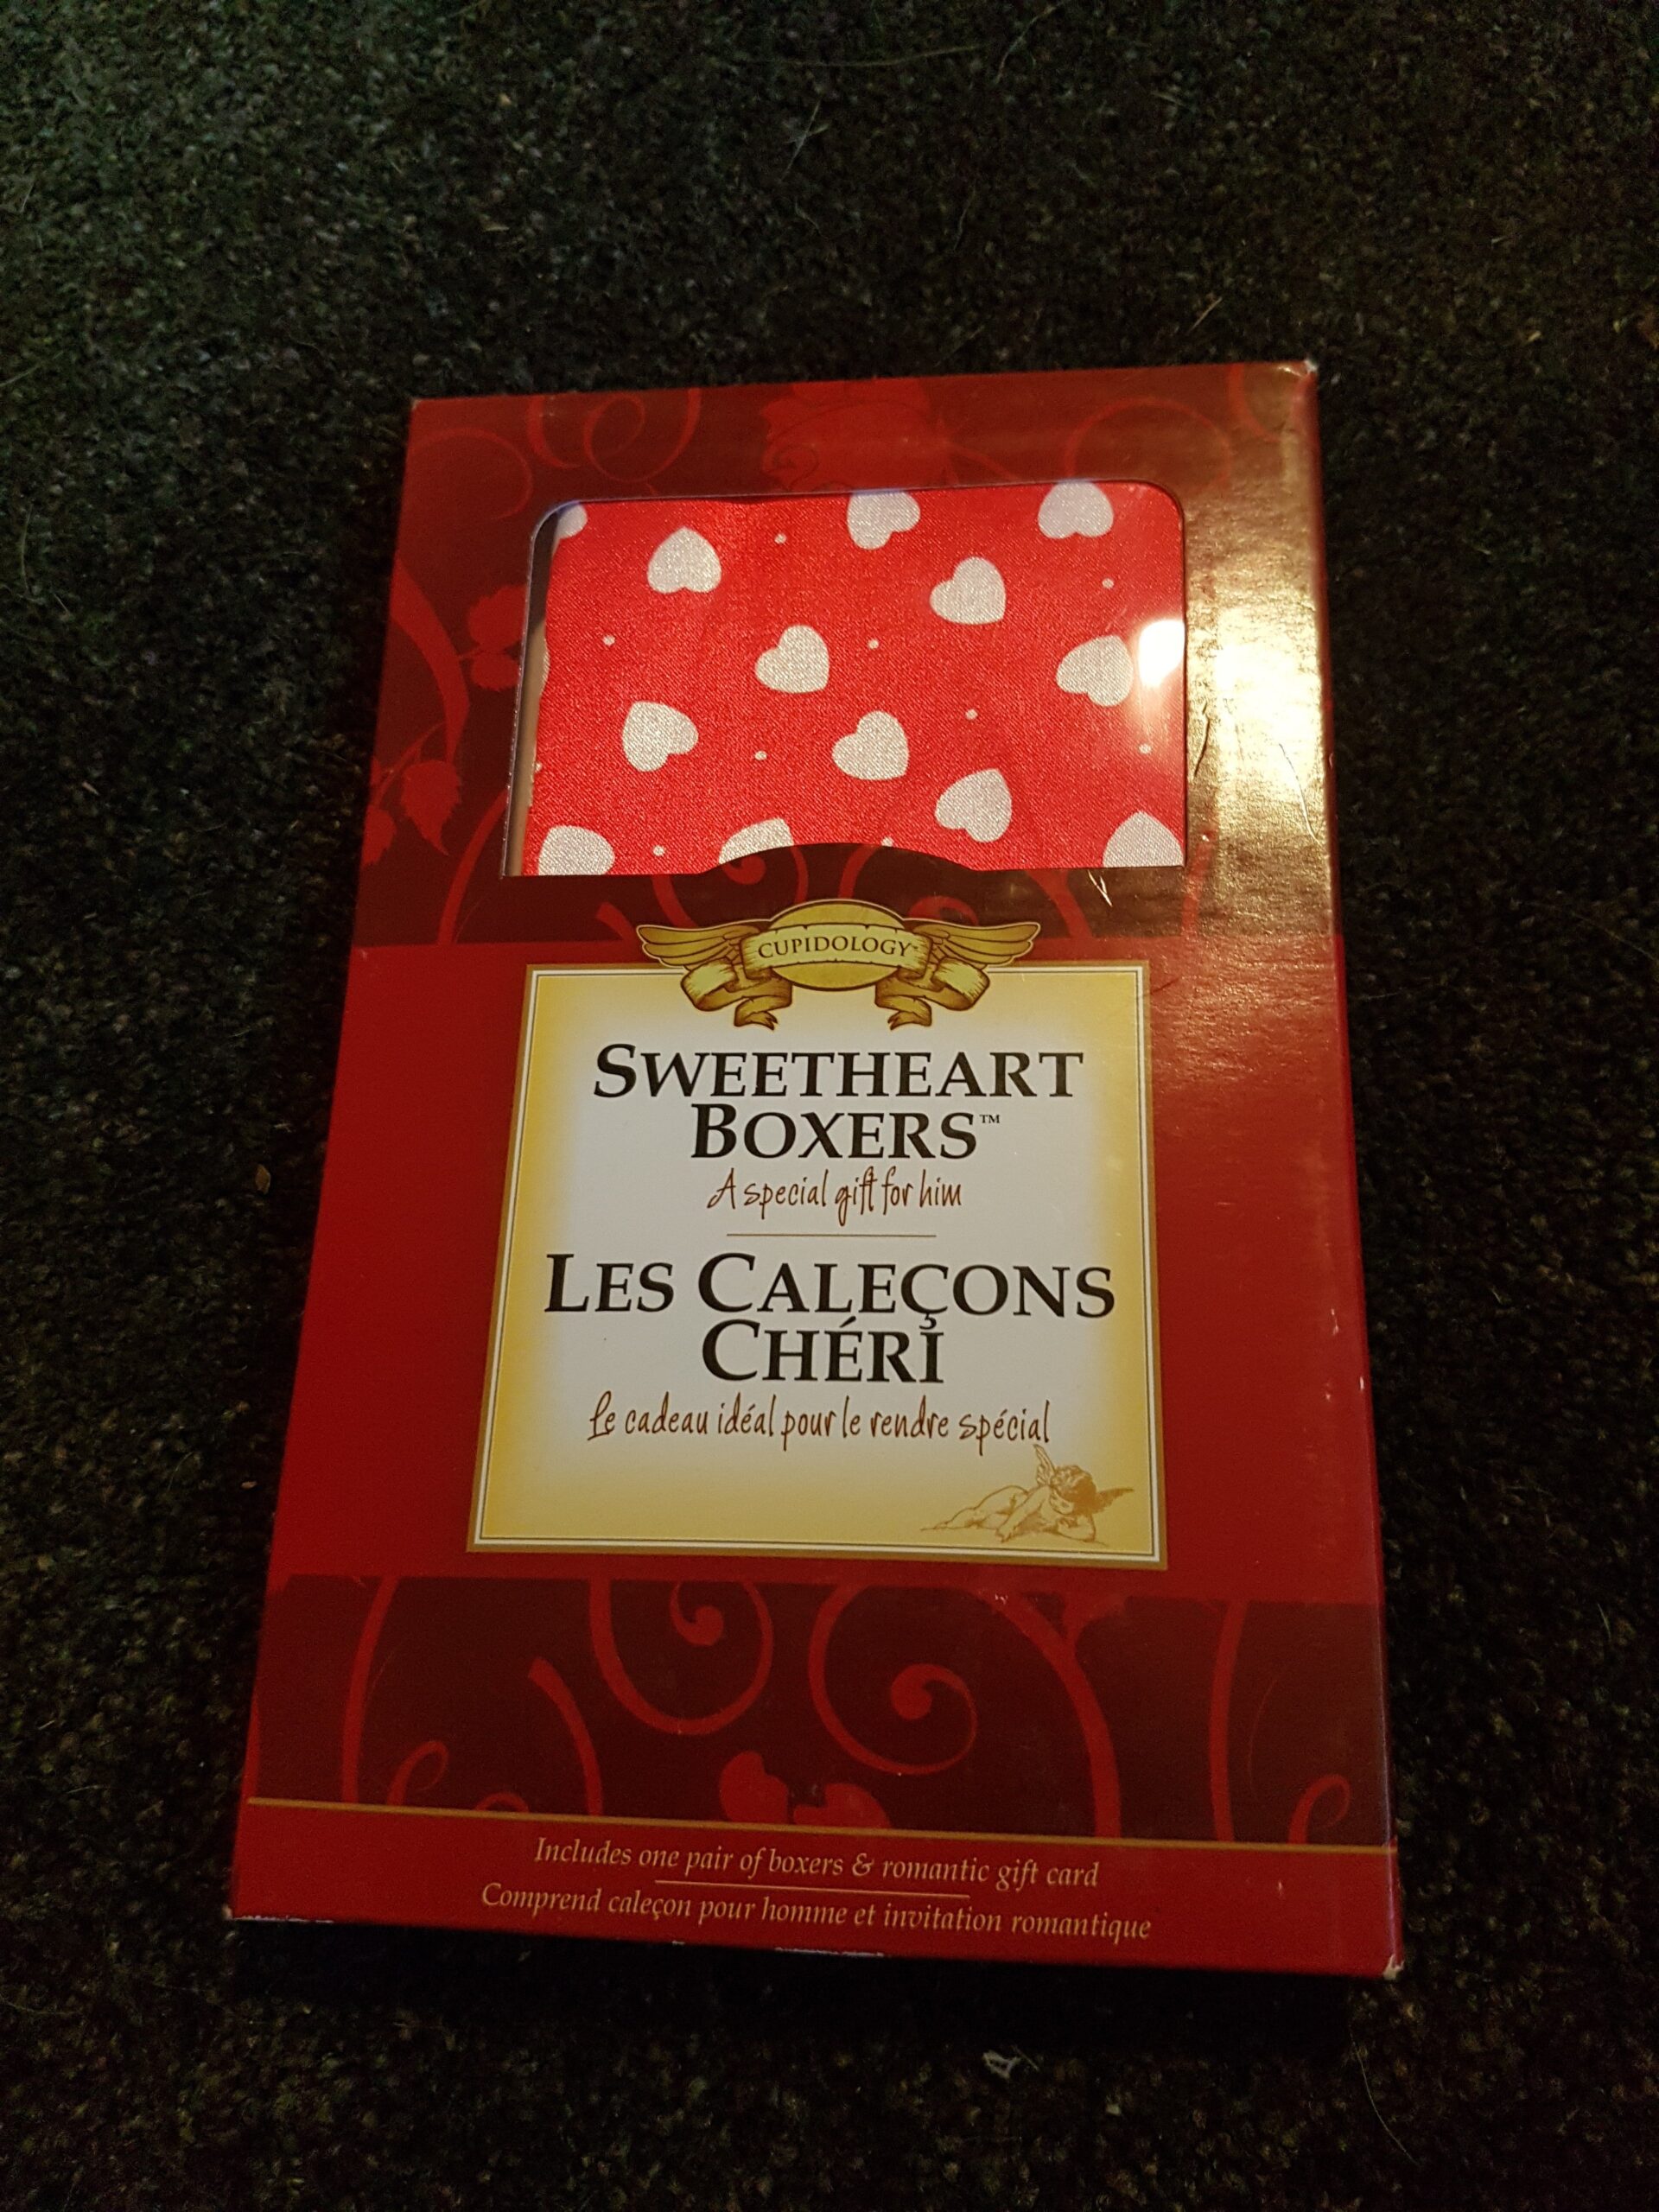 CUPIDOLOGY™
SWEETHEART
BOXERS™
A special gift for him
LES CALEÇONS
CHÉRI
Le cadeau idéal pour le rendre spécial
Includes one pair of boxers & romantic gift card
Comprend caleçon pour homme et invitation romantique